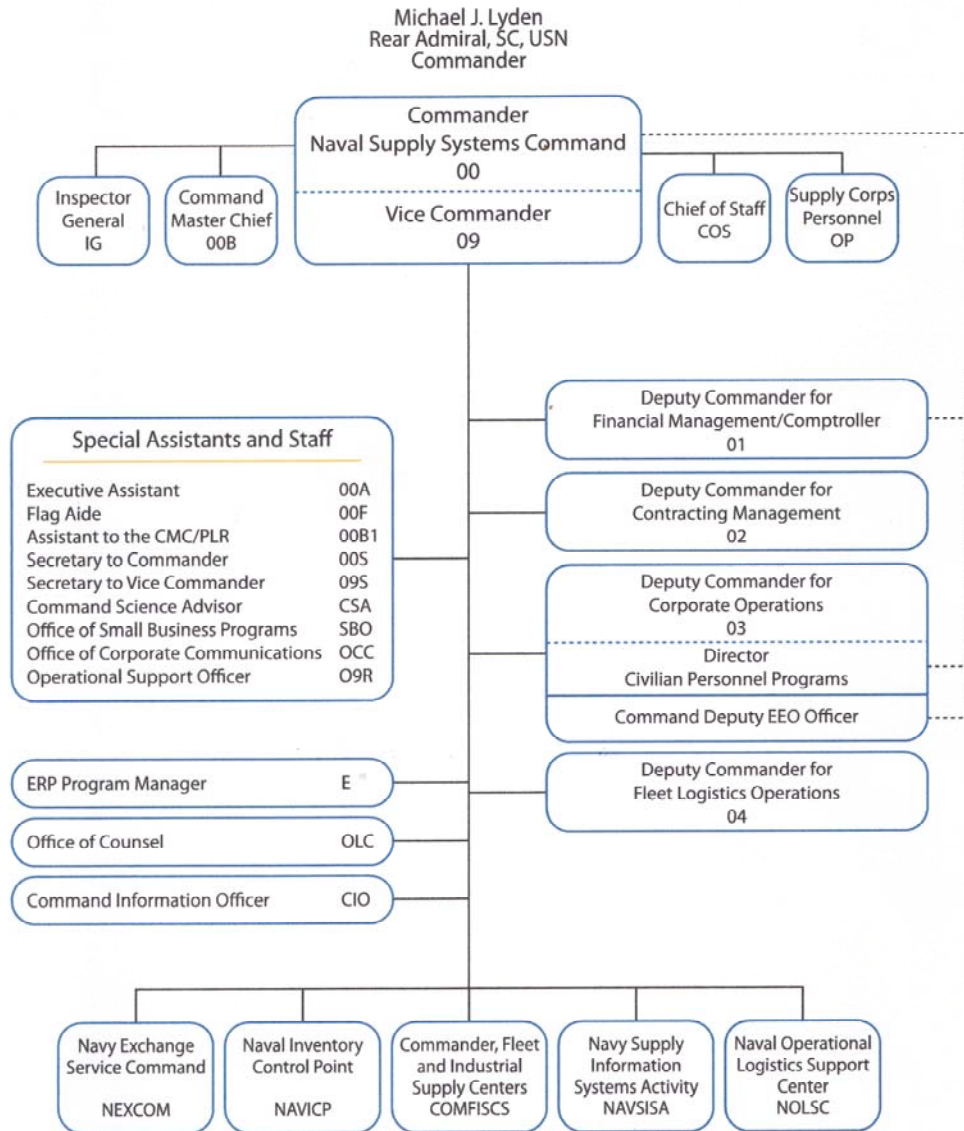 Michael J. Lyden
Rear Admiral, SC, USN
Commander
Commander
Naval Supply Systems Command
00
Vice Commander
09
Inspector
General
IG
Command
Master Chief
00B
Chief of Staff
COS
Supply Corps
Personnel
OP
Special Assistants and Staff
Executive Assistant 00A
Flag Aide 00F
Assistant to the CMC/PLR 00B1
Secretary to Commander 00S
Secretary to Vice Commander 09S
Command Science Advisor CSA
Office of Small Business Programs SBO
Office of Corporate Communications OCC
Operational Support Officer O9R
Deputy Commander for
Financial Management/Comptroller
01
Deputy Commander for
Contracting Management
02
Deputy Commander for
Corporate Operations
03
Director
Civilian Personnel Programs
Command Deputy EEO Officer
Deputy Commander for
Fleet Logistics Operations
04
ERP Program Manager E
Office of Counsel OLC
Command Information Officer CIO
Navy Exchange
Service Command
NEXCOM
Naval Inventory
Control Point
NAVICP
Commander, Fleet
and Industrial
Supply Centers
COMFISCS
Navy Supply
Information
Systems Activity
NAVSISA
Naval Operational
Logistics Support
Center
NOLSC